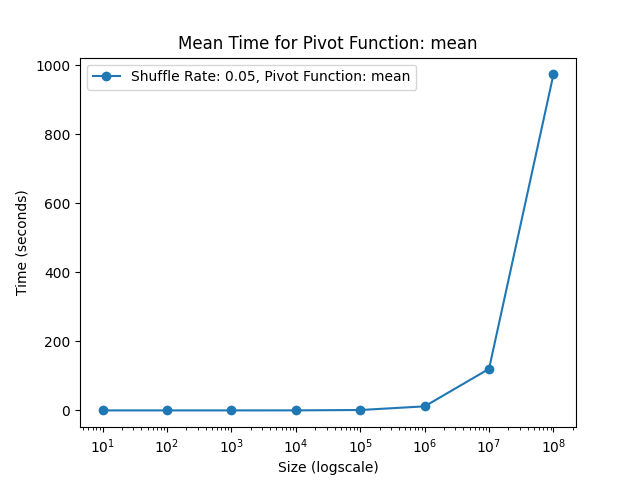 Mean Time for Pivot Function: mean
Shuffle Rate: 0.05, Pivot Function: mean
Time (seconds)
1000
800
600
400
200
0
10¹ 10² 10³ 10⁴ 10⁵ 10⁶ 10⁷ 10⁸
Size (logscale)